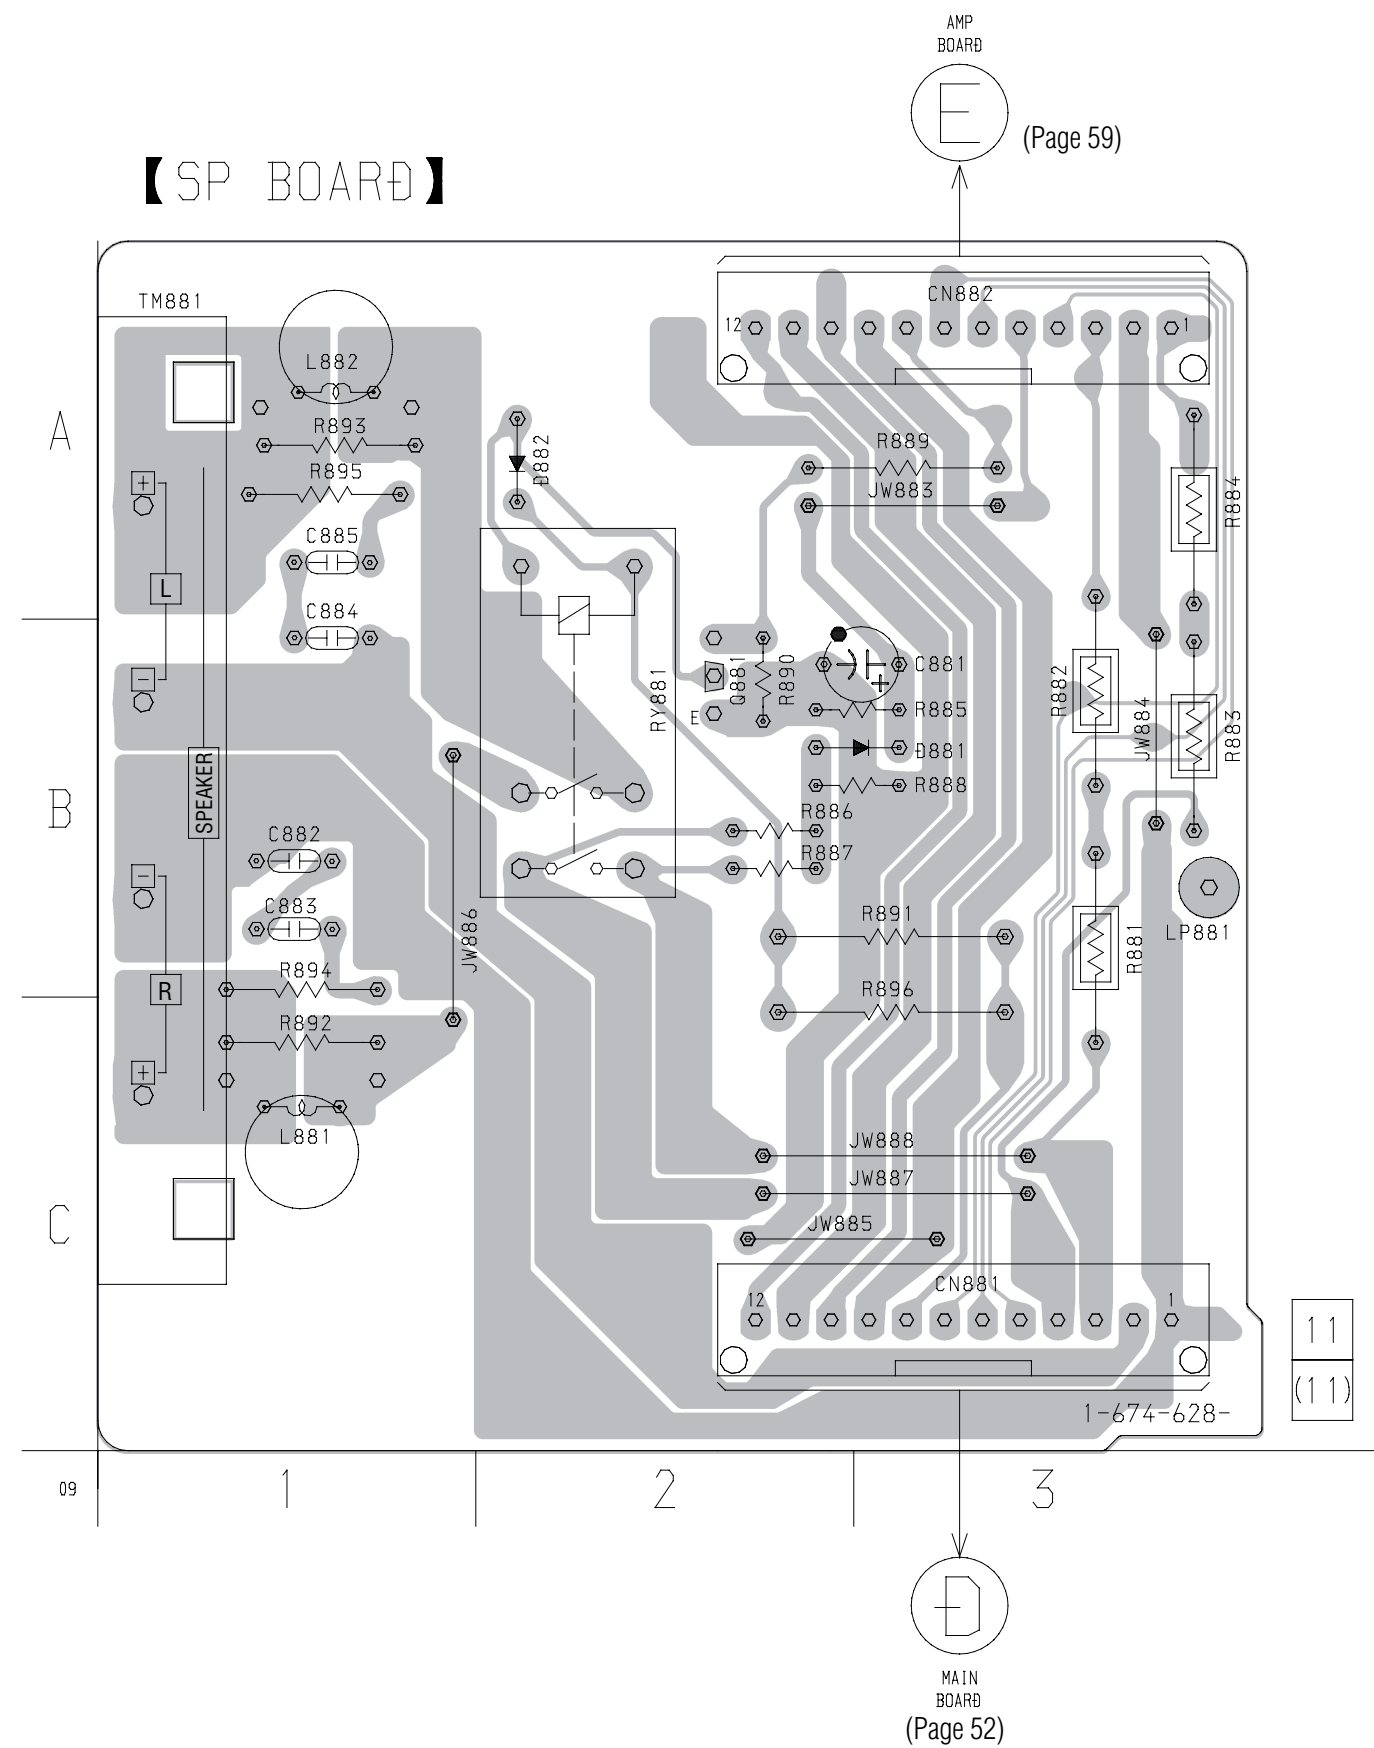 AMP
BOARD
E
(Page 59)
【SP BOARD】
TM881
CN882
12
1
L882
A
R893
D882
R889
R895
JW883
R884
+
C885
L
C884
−
RY881
Q881
R890
C881
R882
E
R885
JW884
R883
D881
SPEAKER
R888
B
R886
C882
R887
−
C883
R891
JW886
R881
LP881
R894
R
R896
R892
+
L881
JW888
JW887
C
JW885
CN881
12
1
11
(11)
1-674-628-
09
1
2
3
D
MAIN
BOARD
(Page 52)